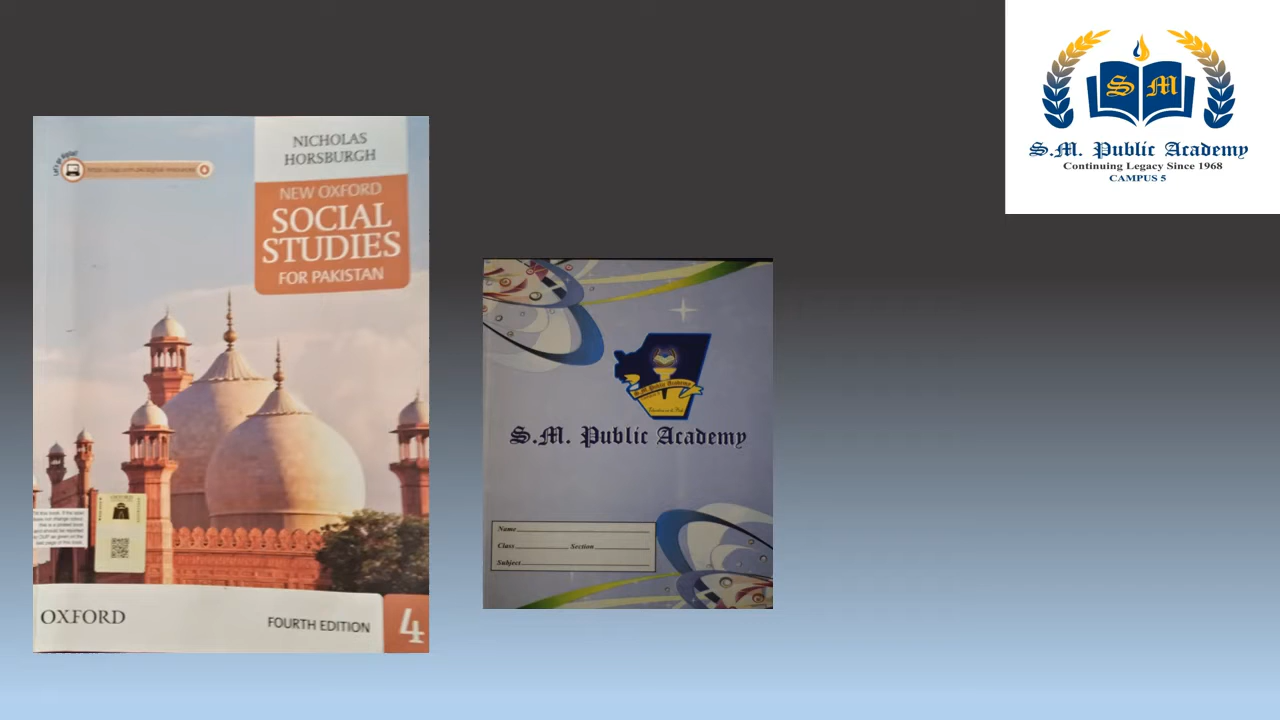 NICHOLAS
HORSBURGH
NEW OXFORD
SOCIAL
STUDIES
FOR PAKISTAN
OXFORD
FOURTH EDITION
4
S.M. Public Academy
Name
Class Section
Subject
S M
S.M. Public Academy
Continuing Legacy Since 1968
CAMPUS 5